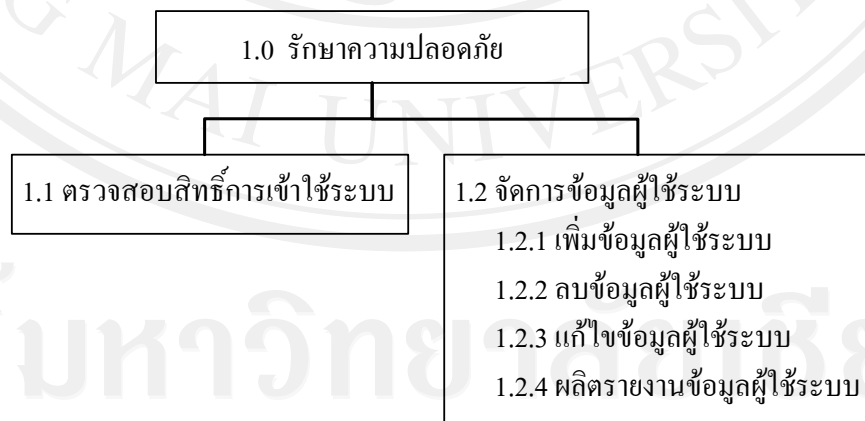 1.0 รักษาความปลอดภัย
1.1 ตรวจสอบสิทธิ์การเข้าใช้ระบบ
1.2 จัดการข้อมูลผู้ใช้ระบบ
1.2.1 เพิ่มข้อมูลผู้ใช้ระบบ
1.2.2 ลบข้อมูลผู้ใช้ระบบ
1.2.3 แก้ไขข้อมูลผู้ใช้ระบบ
1.2.4 ผลิตรายงานข้อมูลผู้ใช้ระบบ
MAI UNIVERS